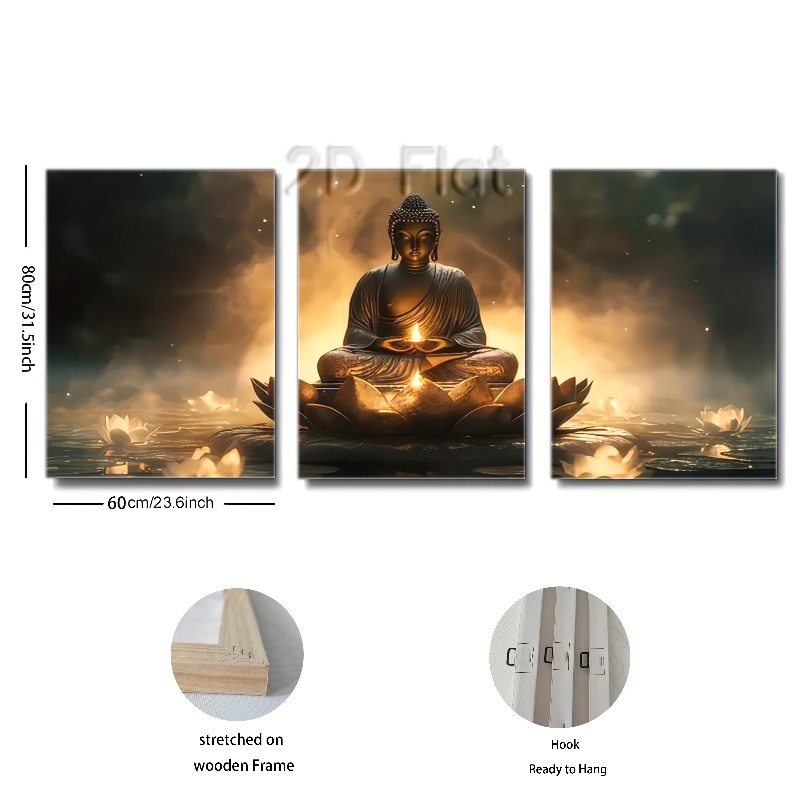 2D Flat
80cm/31.5inch
60cm/23.6inch
stretched on
wooden Frame
Hook
Ready to Hang